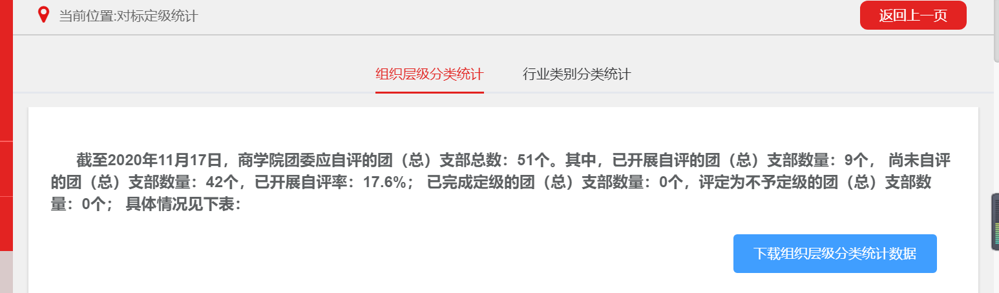 当前位置:对标定级统计
返回上一页
组织层级分类统计
行业类别分类统计
截至2020年11月17日，商学院团委应自评的团（总）支部总数：51个。其中，已开展自评的团（总）支部数量：9个， 尚未自评
的团（总）支部数量：42个，已开展自评率：17.6%； 已完成定级的团（总）支部数量：0个，评定为不予定级的团（总）支部数
量：0个； 具体情况见下表：
下载组织层级分类统计数据